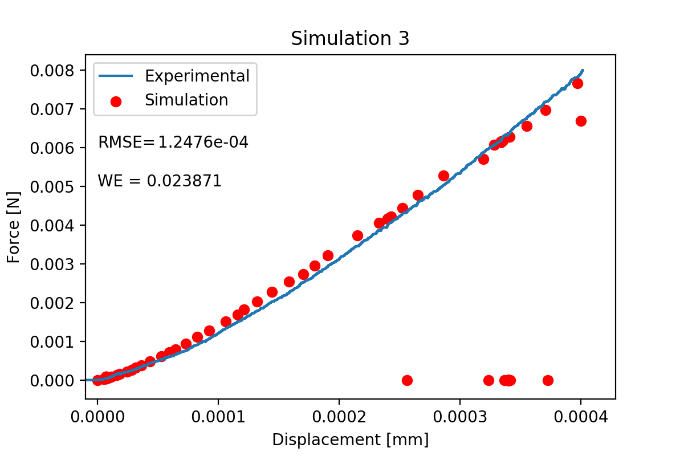 Simulation 3
Experimental
Simulation
RMSE=1.2476e-04
WE = 0.023871
0.008
0.007
0.006
0.005
0.004
0.003
0.002
0.001
0.000
Force [N]
0.0000 0.0001 0.0002 0.0003 0.0004
Displacement [mm]